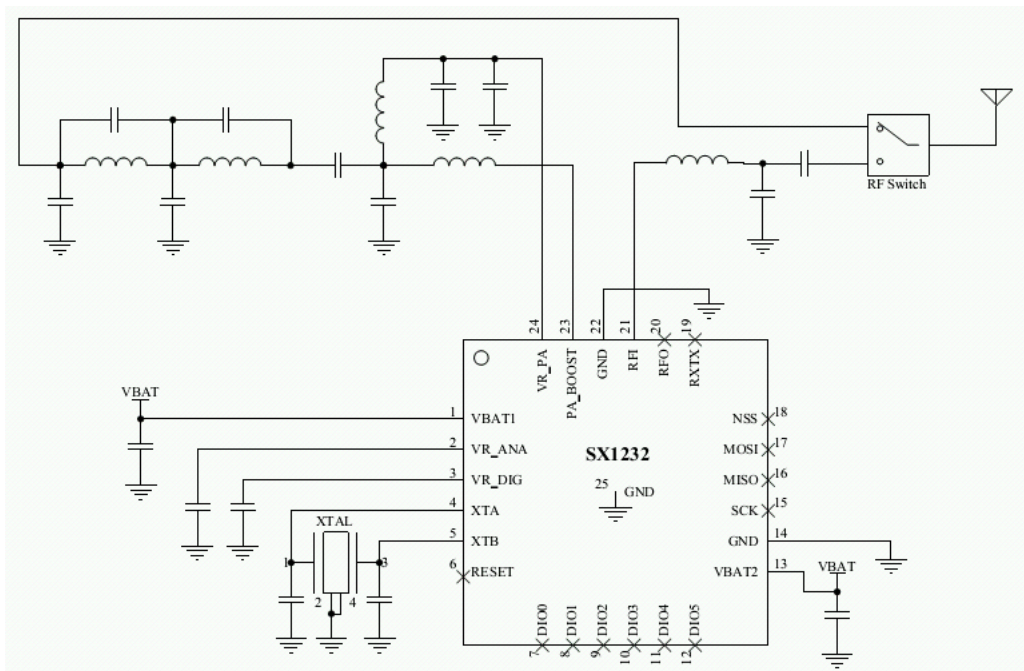 RF Switch
24
23
22
21
20
19
VR_PA
PA_BOOST
GND
RFI
RFO
RXTX
VBAT
1 VBAT1
2 VR_ANA
3 VR_DIG
4 XTA
5 XTB
6 RESET
SX1232
25 GND
NSS 18
MOSI 17
MISO 16
SCK 15
GND 14
VBAT2 13
VBAT
XTAL
1
3
2 4
DIO0
DIO1
DIO2
DIO3
DIO4
DIO5
7
8
9
10
11
12